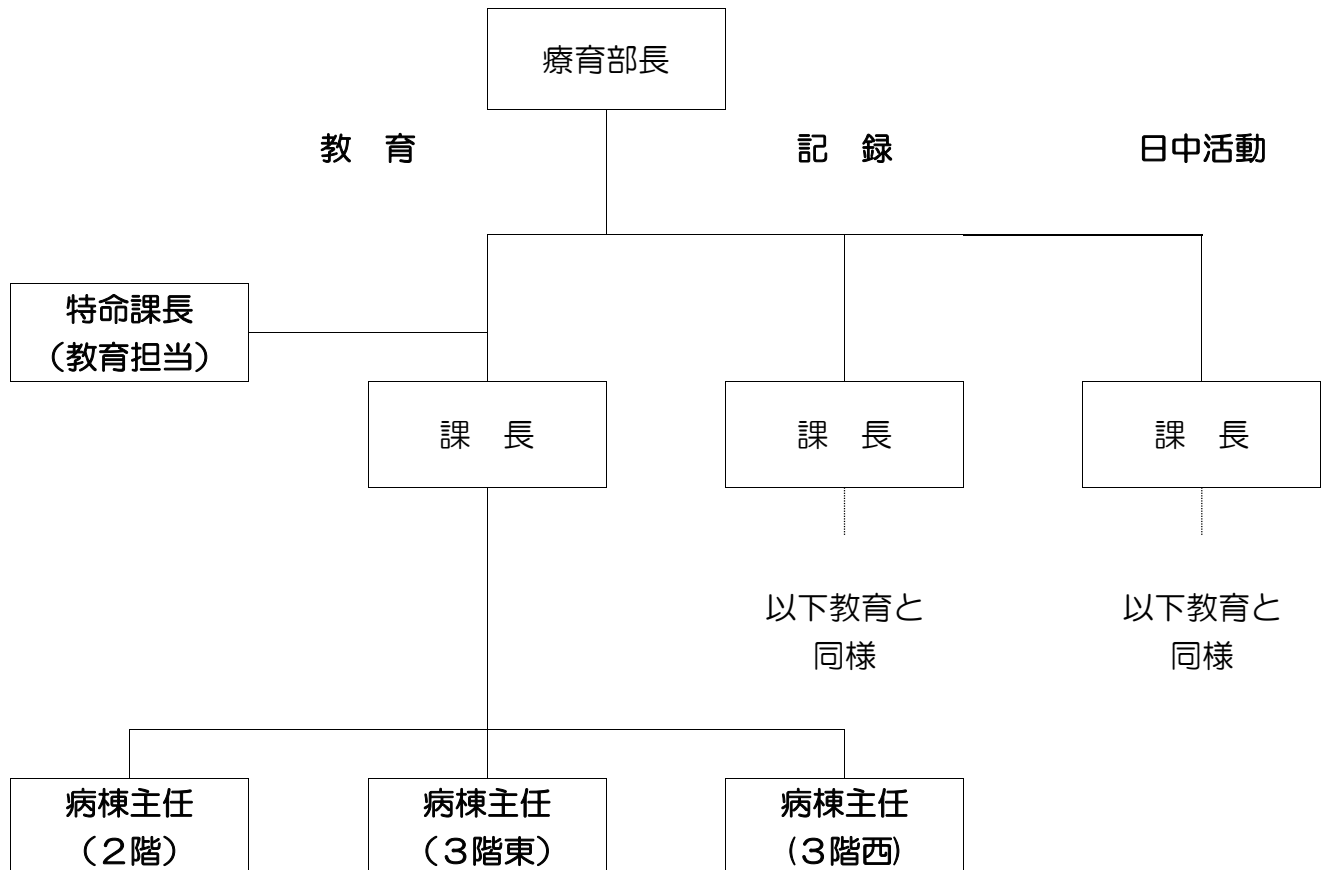 療育部長
教　育
記　録
日中活動
特命課長
（教育担当）
課　長
課　長
課　長
以下教育と
同様
以下教育と
同様
病棟主任
（２階）
病棟主任
（３階東）
病棟主任
(３階西)